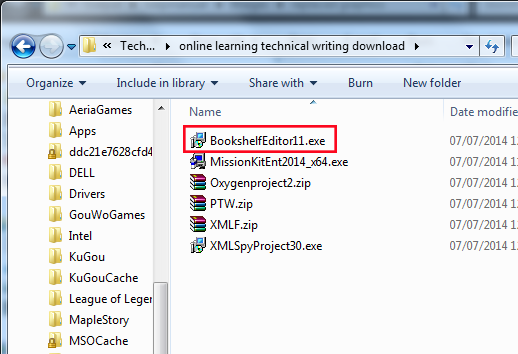 « Tech... ▸ online learning technical writing download ▸
Organize Include in library Share with Burn New folder
Name Date modifie
AeriaGames
Apps
ddc21e7628cfd4
DELL
Drivers
GouWoGames
Intel
KuGou
KuGouCache
League of Leger
MapleStory
MSOCache
BookshelfEditor11.exe 07/07/2014 1
MissionKitEnt2014_x64.exe 07/07/2014 1
Oxygenproject2.zip 07/07/2014 1
PTW.zip 07/07/2014 1
XMLF.zip 07/07/2014 1
XMLSpyProject30.exe 07/07/2014 1